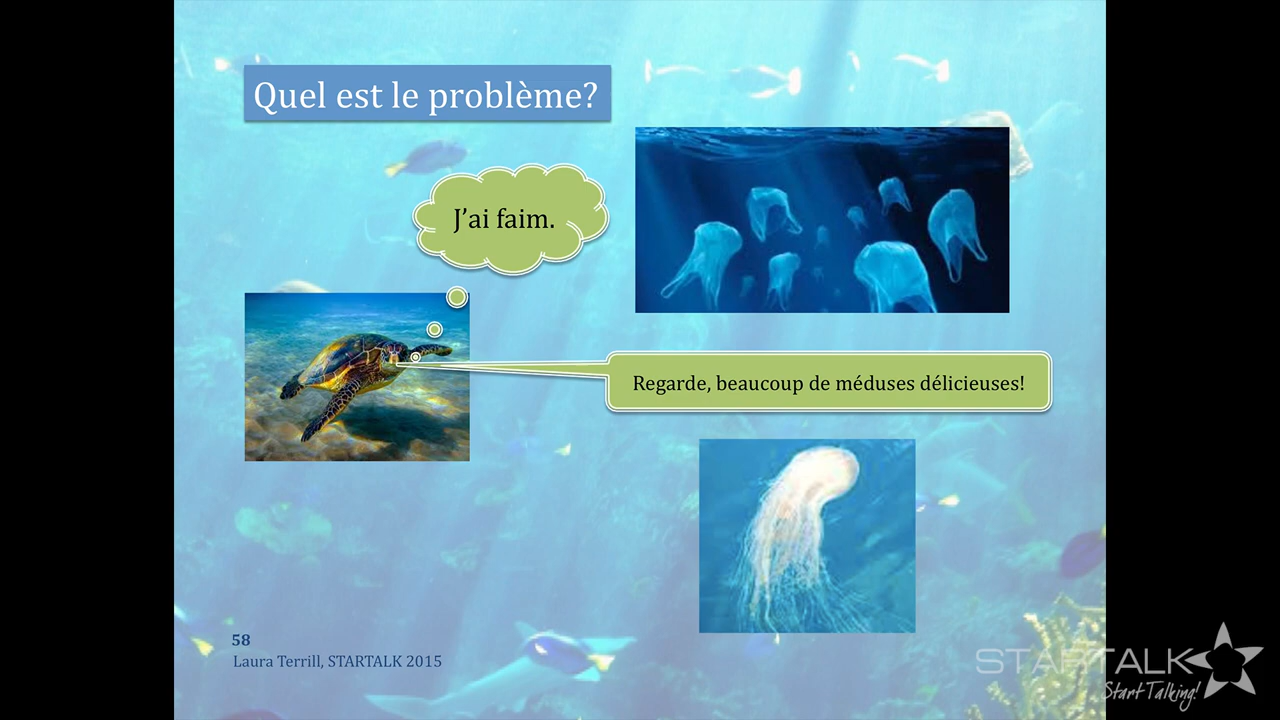 Quel est le problème?
J’ai faim.
Regarde, beaucoup de méduses délicieuses!
58
Laura Terrill, STARTALK 2015
STARTALK
Start Talking!